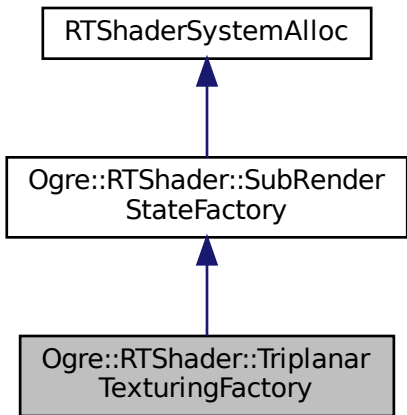 RTShaderSystemAlloc
Ogre::RTShader::SubRender
StateFactory
Ogre::RTShader::Triplanar
TexturingFactory